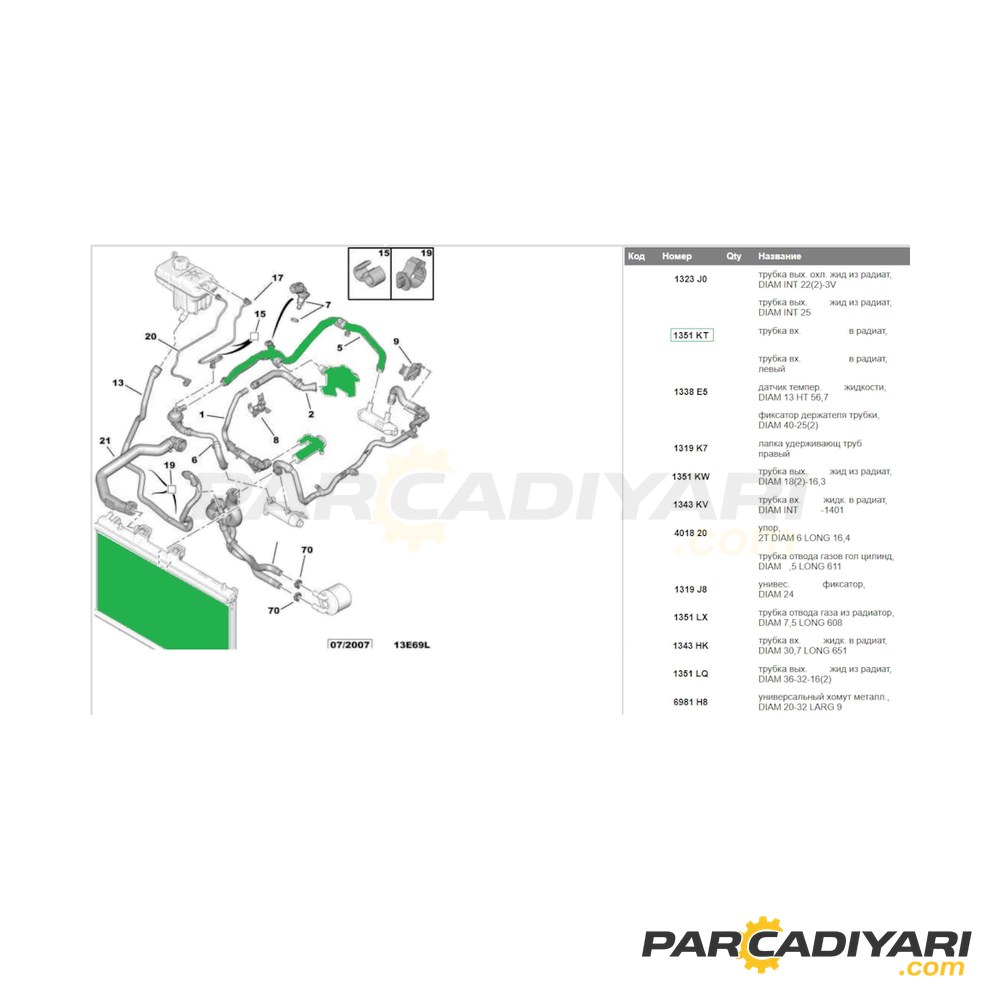 15 19
17
7
15
20
5
9
13
1
2
8
21
6
19
70
70
07/2007 13E69L
Код Номер Qty Название
1323 J0 трубка вых. охл. жид из радиат,
DIAM INT 22(2)-3V
трубка вых. жид из радиат,
DIAM INT 25
1351 KT трубка вх. в радиат,
трубка вх. в радиат,
левый
1338 E5 датчик темпер. жидкости,
DIAM 13 HT 56,7
фиксатор держателя трубки,
DIAM 40-25(2)
1319 K7 лапка удерживающ труб
правый
1351 KW трубка вых. жид из радиат,
DIAM 18(2)-16,3
1343 KV трубка вх. жидк. в радиат,
DIAM INT -1401
4018 20 упор,
2T DIAM 6 LONG 16,4
трубка отвода газов гол цилинд,
DIAM ,5 LONG 611
1319 J8 унивес. фиксатор,
DIAM 24
1351 LX трубка отвода газа из радиатор,
DIAM 7,5 LONG 608
1343 HK трубка вх. жидк. в радиат,
DIAM 30,7 LONG 651
1351 LQ трубка вых. жид из радиат,
DIAM 36-32-16(2)
6981 H8 универсальный хомут металл.,
DIAM 20-32 LARG 9
PARCADIYARI
.com
PARCADIYARI
.com